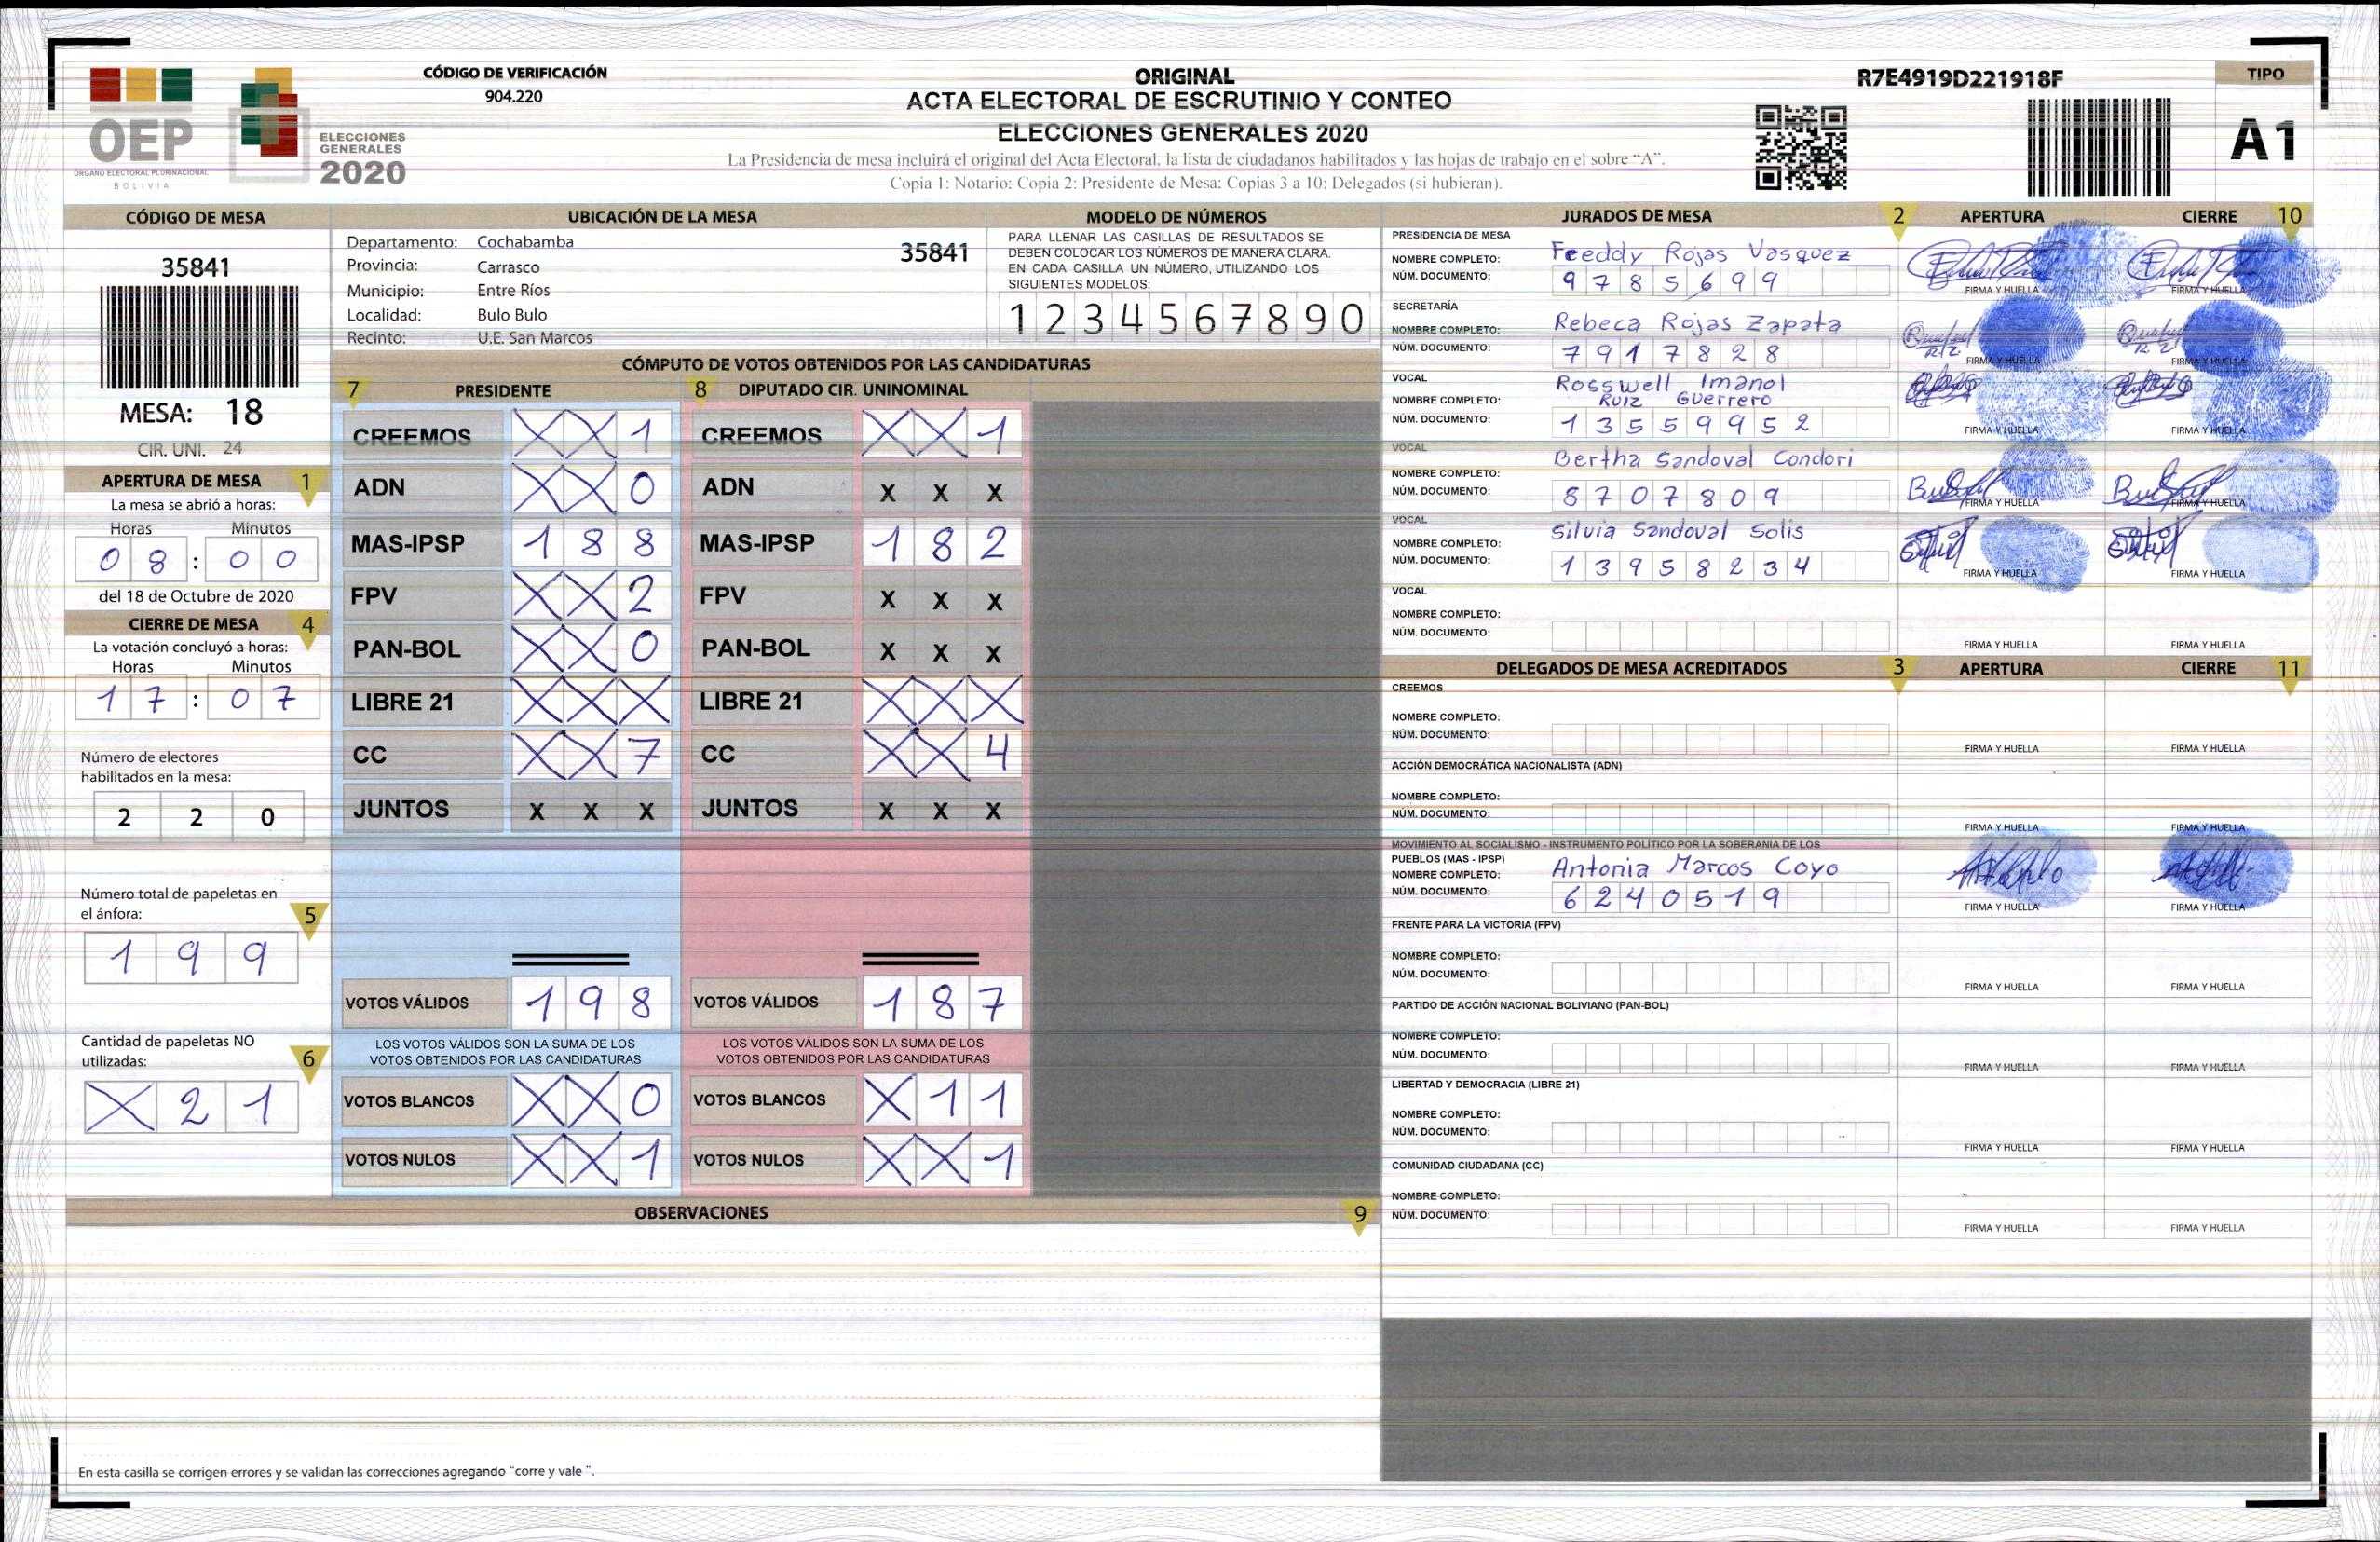 CÓDIGO DE VERIFICACIÓN
904.220
OEP
ÓRGANO ELECTORAL PLURINACIONAL
BOLIVIA
ELECCIONES
GENERALES
2020
ORIGINAL
ACTA ELECTORAL DE ESCRUTINIO Y CONTEO
ELECCIONES GENERALES 2020
La Presidencia de mesa incluirá el original del Acta Electoral, la lista de ciudadanos habilitados y las hojas de trabajo en el sobre “A”.
Copia 1: Notario: Copia 2: Presidente de Mesa: Copias 3 a 10: Delegados (si hubieran).
R7E4919D221918F
TIPO
A1
CÓDIGO DE MESA
35841
MESA: 18
CIR. UNI. 24
APERTURA DE MESA 1
La mesa se abrió a horas:
Horas Minutos
0 8 : 0 0
del 18 de Octubre de 2020
CIERRE DE MESA 4
La votación concluyó a horas:
Horas Minutos
1 7 : 0 7
Número de electores
habilitados en la mesa:
2 2 0
Número total de papeletas en
el ánfora: 5
1 9 9
Cantidad de papeletas NO
utilizadas: 6
X 2 1
UBICACIÓN DE LA MESA
Departamento: Cochabamba 35841
Provincia: Carrasco
Municipio: Entre Ríos
Localidad: Bulo Bulo
Recinto: U.E. San Marcos
MODELO DE NÚMEROS
PARA LLENAR LAS CASILLAS DE RESULTADOS SE
DEBEN COLOCAR LOS NÚMEROS DE MANERA CLARA.
EN CADA CASILLA UN NÚMERO, UTILIZANDO LOS
SIGUIENTES MODELOS:
1 2 3 4 5 6 7 8 9 0
CÓMPUTO DE VOTOS OBTENIDOS POR LAS CANDIDATURAS
7 PRESIDENTE 8 DIPUTADO CIR. UNINOMINAL
CREEMOS X X 1 CREEMOS X X 1
ADN X X 0 ADN X X X
MAS-IPSP 1 8 8 MAS-IPSP 1 8 2
FPV X X 2 FPV X X X
PAN-BOL X X 0 PAN-BOL X X X
LIBRE 21 X X X LIBRE 21 X X X
CC X X 7 CC X X 4
JUNTOS X X X JUNTOS X X X
VOTOS VÁLIDOS 1 9 8 VOTOS VÁLIDOS 1 8 7
LOS VOTOS VÁLIDOS SON LA SUMA DE LOS LOS VOTOS VÁLIDOS SON LA SUMA DE LOS
VOTOS OBTENIDOS POR LAS CANDIDATURAS VOTOS OBTENIDOS POR LAS CANDIDATURAS
VOTOS BLANCOS X X 0 VOTOS BLANCOS X 1 1
VOTOS NULOS X X 1 VOTOS NULOS X X 1
OBSERVACIONES 9
En esta casilla se corrigen errores y se validan las correcciones agregando “corre y vale ”.
JURADOS DE MESA 2 APERTURA CIERRE 10
PRESIDENCIA DE MESA
NOMBRE COMPLETO: Freddy Rojas Vasquez
NÚM. DOCUMENTO: 9 7 8 5 6 9 9
FIRMA Y HUELLA FIRMA Y HUELLA
SECRETARÍA
NOMBRE COMPLETO: Rebeca Rojas Zapata
NÚM. DOCUMENTO: 7 9 1 7 8 2 8
FIRMA Y HUELLA FIRMA Y HUELLA
VOCAL
NOMBRE COMPLETO: Rosswell Imanol
Ruiz Guerrero
NÚM. DOCUMENTO: 1 3 5 5 9 9 5 2
FIRMA Y HUELLA FIRMA Y HUELLA
VOCAL
NOMBRE COMPLETO: Bertha Sandoval Condori
NÚM. DOCUMENTO: 8 7 0 7 8 0 9
FIRMA Y HUELLA FIRMA Y HUELLA
VOCAL
NOMBRE COMPLETO: Silvia Sandoval Solis
NÚM. DOCUMENTO: 1 3 9 5 8 2 3 4
FIRMA Y HUELLA FIRMA Y HUELLA
VOCAL
NOMBRE COMPLETO:
NÚM. DOCUMENTO:
FIRMA Y HUELLA FIRMA Y HUELLA
DELEGADOS DE MESA ACREDITADOS 3 APERTURA CIERRE 11
CREEMOS
NOMBRE COMPLETO:
NÚM. DOCUMENTO:
FIRMA Y HUELLA FIRMA Y HUELLA
ACCIÓN DEMOCRÁTICA NACIONALISTA (ADN)
NOMBRE COMPLETO:
NÚM. DOCUMENTO:
FIRMA Y HUELLA FIRMA Y HUELLA
MOVIMIENTO AL SOCIALISMO - INSTRUMENTO POLÍTICO POR LA SOBERANIA DE LOS
PUEBLOS (MAS - IPSP)
NOMBRE COMPLETO: Antonia Marcos Coyo
NÚM. DOCUMENTO: 6 2 4 0 5 1 9
FIRMA Y HUELLA FIRMA Y HUELLA
FRENTE PARA LA VICTORIA (FPV)
NOMBRE COMPLETO:
NÚM. DOCUMENTO:
FIRMA Y HUELLA FIRMA Y HUELLA
PARTIDO DE ACCIÓN NACIONAL BOLIVIANO (PAN-BOL)
NOMBRE COMPLETO:
NÚM. DOCUMENTO:
FIRMA Y HUELLA FIRMA Y HUELLA
LIBERTAD Y DEMOCRACIA (LIBRE 21)
NOMBRE COMPLETO:
NÚM. DOCUMENTO:
FIRMA Y HUELLA FIRMA Y HUELLA
COMUNIDAD CIUDADANA (CC)
NOMBRE COMPLETO:
NÚM. DOCUMENTO:
FIRMA Y HUELLA FIRMA Y HUELLA